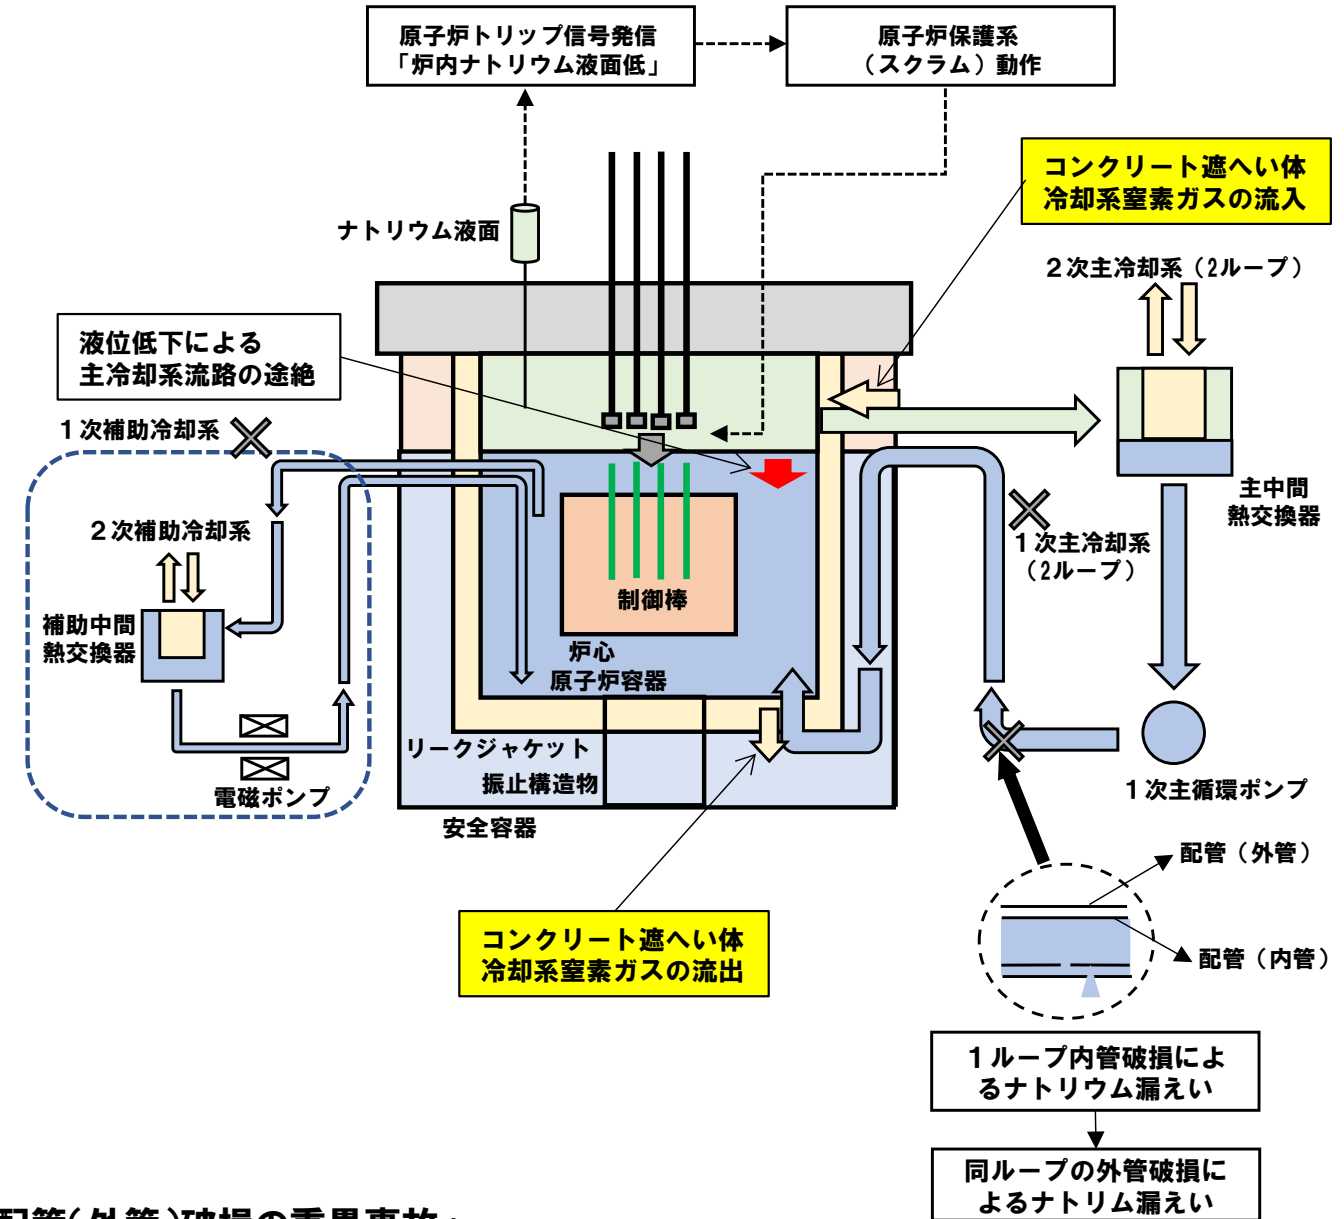 原子炉トリップ信号発信
「炉内ナトリウム液面低」
原子炉保護系
（スクラム）動作
コンクリート遮へい体
冷却系窒素ガスの流入
ナトリウム液面
２次主冷却系（2ループ）
液位低下による
主冷却系流路の途絶
１次補助冷却系
２次補助冷却系
主中間
熱交換器
１次主冷却系
（2ループ）
制御棒
補助中間
熱交換器
炉心
原子炉容器
リークジャケット
振止構造物
電磁ポンプ
１次主循環ポンプ
安全容器
配管（外管）
コンクリート遮へい体
冷却系窒素ガスの流出
配管（内管）
１ループ内管破損によ
るナトリウム漏えい
同ループの外管破損に
よるナトリム漏えい
配管（外管）破損の重畳事故